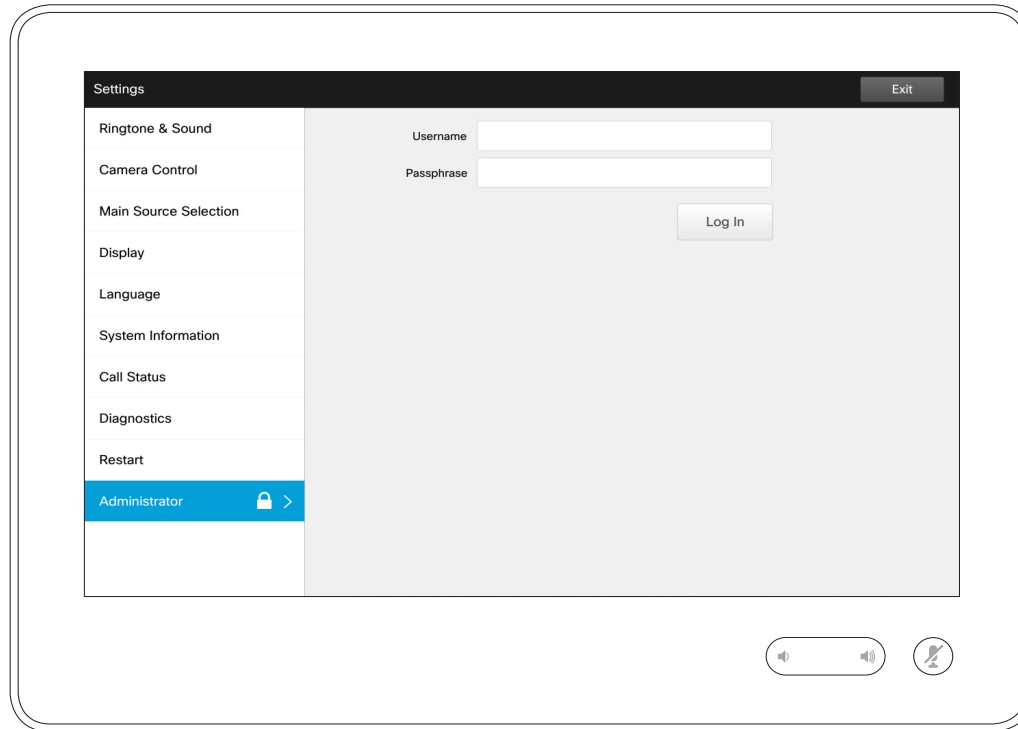 Settings
Exit
Ringtone & Sound
Camera Control
Main Source Selection
Display
Language
System Information
Call Status
Diagnostics
Restart
Administrator
Username
Passphrase
Log In